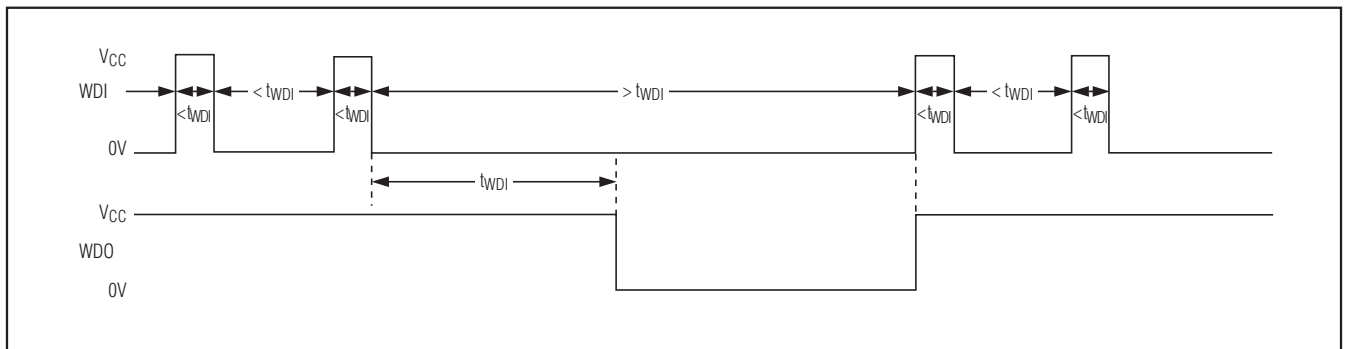 VCC
WDI
< tWDI
> tWDI
< tWDI
<tWDI
<tWDI
<tWDI
<tWDI
0V
tWDI
VCC
WDO
0V